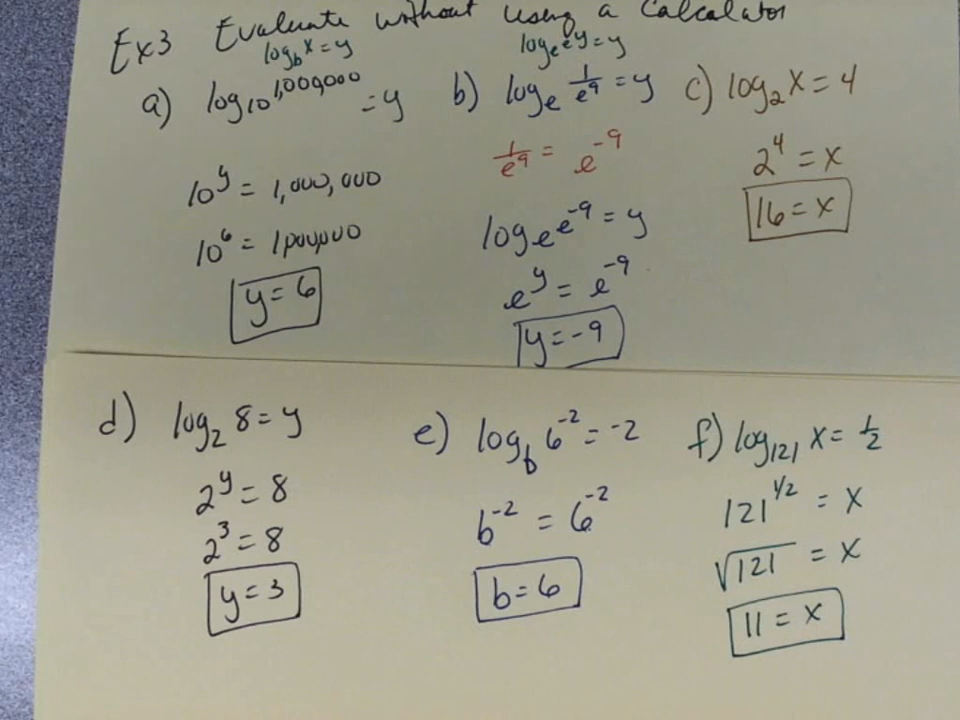 Ex3 Evaluate without using a Calculator
log_b x = y
log_e e^y = y
a) log_10 1,000,000 = y
10^y = 1,000,000
10^6 = 1,000,000
y = 6
b) log_e 1/e^9 = y
1/e^9 = e^-9
log_e e^-9 = y
e^y = e^-9
y = -9
c) log_2 x = 4
2^4 = x
16 = x
d) log_2 8 = y
2^y = 8
2^3 = 8
y = 3
e) log_b 6^-2 = -2
b^-2 = 6^-2
b = 6
f) log_121 x = 1/2
121^1/2 = x
√121 = x
11 = x